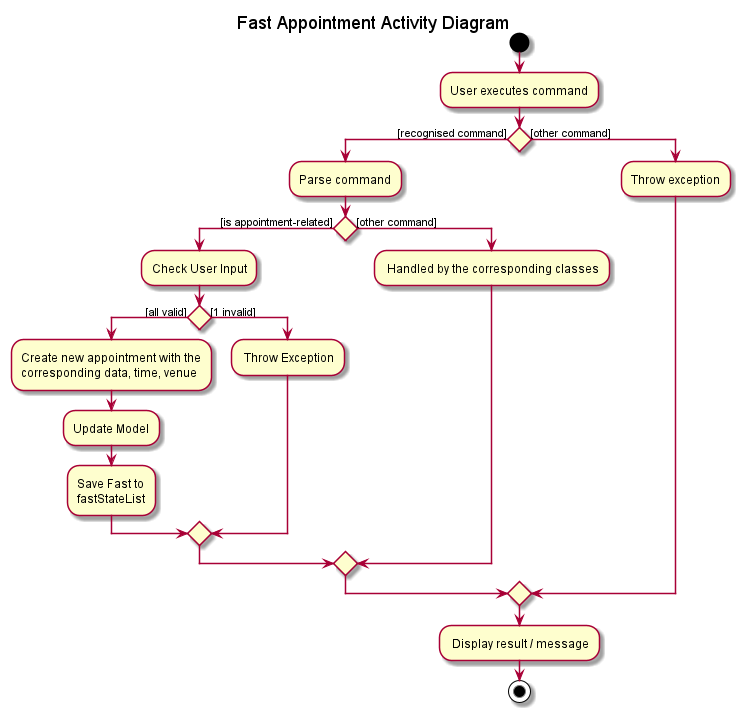 Fast Appointment Activity Diagram
User executes command
[recognised command]
[other command]
Parse command
Throw exception
[is appointment-related]
[other command]
Check User Input
Handled by the corresponding classes
[all valid]
[1 invalid]
Create new appointment with the
corresponding data, time, venue
Throw Exception
Update Model
Save Fast to
fastStateList
Display result / message